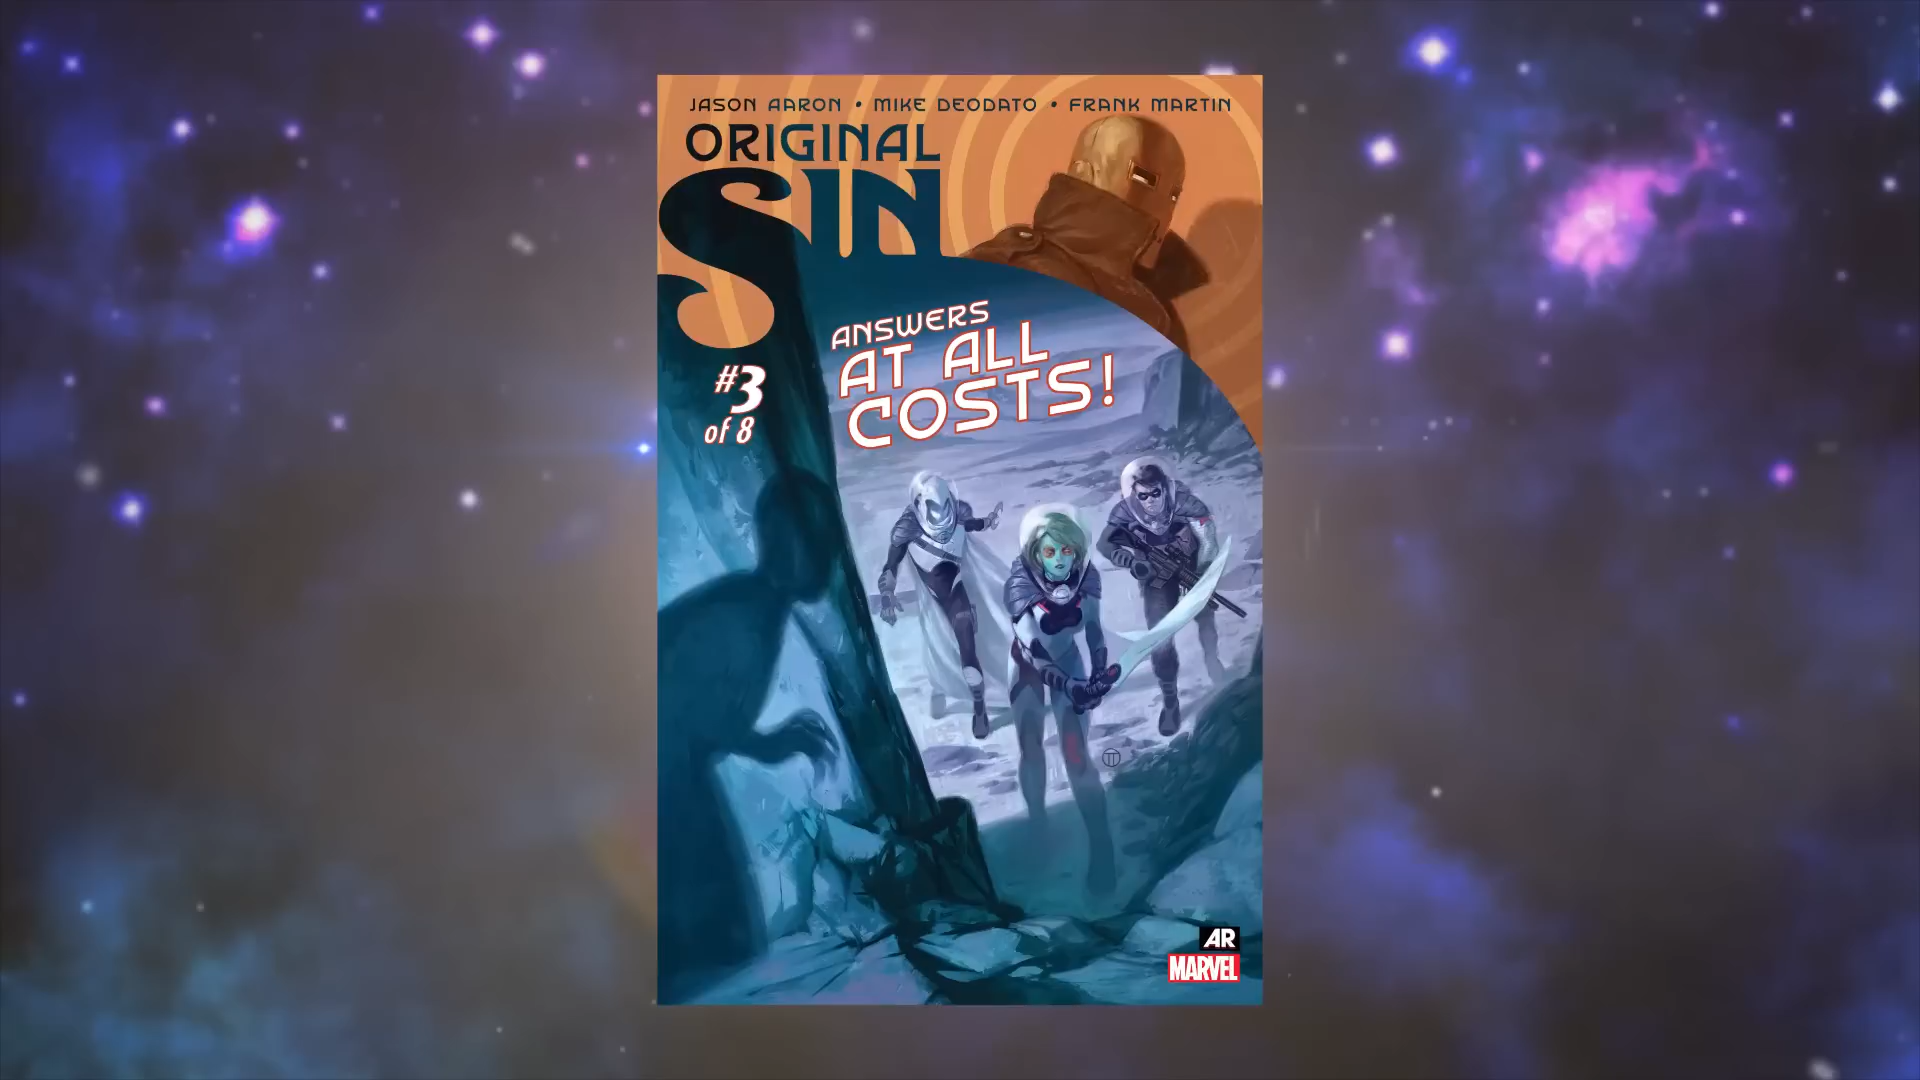 JASON AARON • MIKE DEODATO • FRANK MARTIN
ORIGINAL
SIN
ANSWERS
AT ALL
COSTS!
#3
of 8
AR
MARVEL